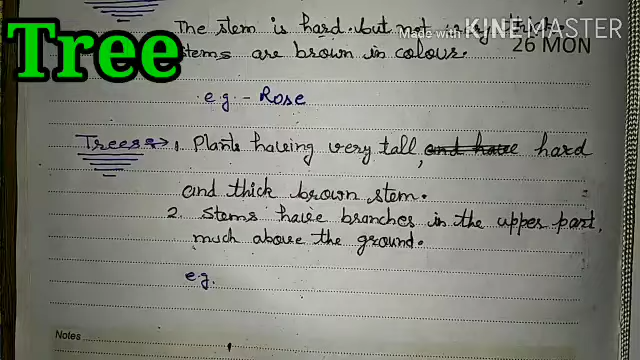 The stem is hard but not very thick
Made with KINEMASTER
Tree
stems are brown in colour.
26 MON
e.g - Rose
Trees → 1. Plants having very tall, and have hard
and thick brown stem.
2. Stems have branches in the upper part,
much above the ground.
e.g.
Notes